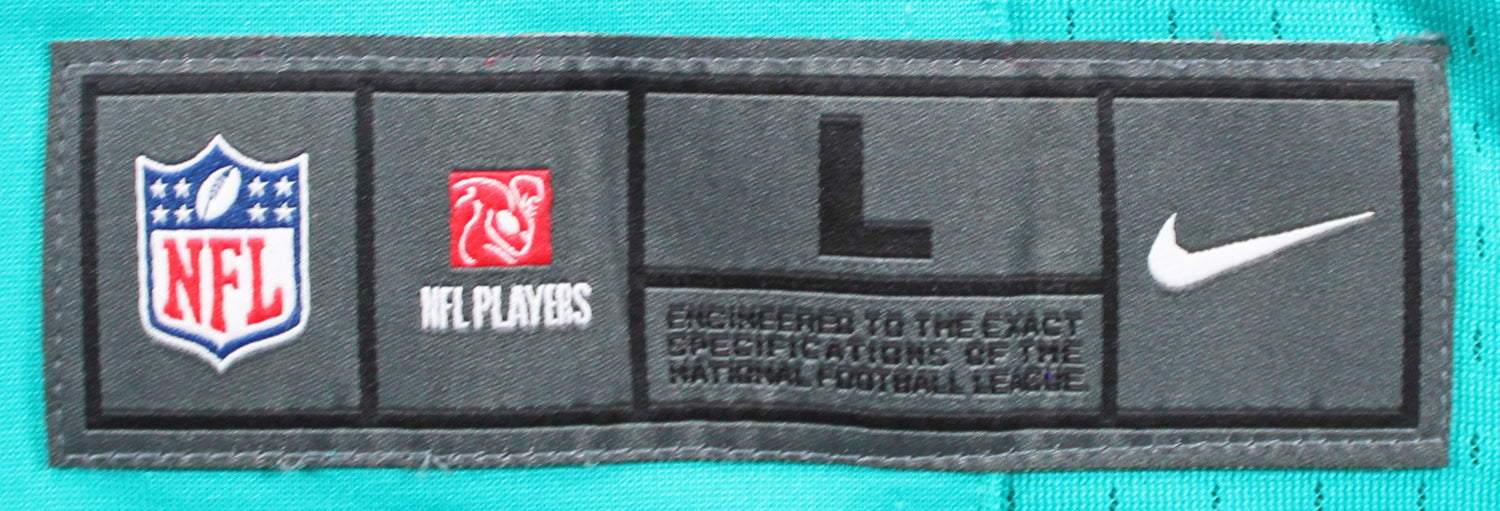 NFL
NFL PLAYERS
L
ENGINEERED TO THE EXACT
SPECIFICATIONS OF THE
NATIONAL FOOTBALL LEAGUE.